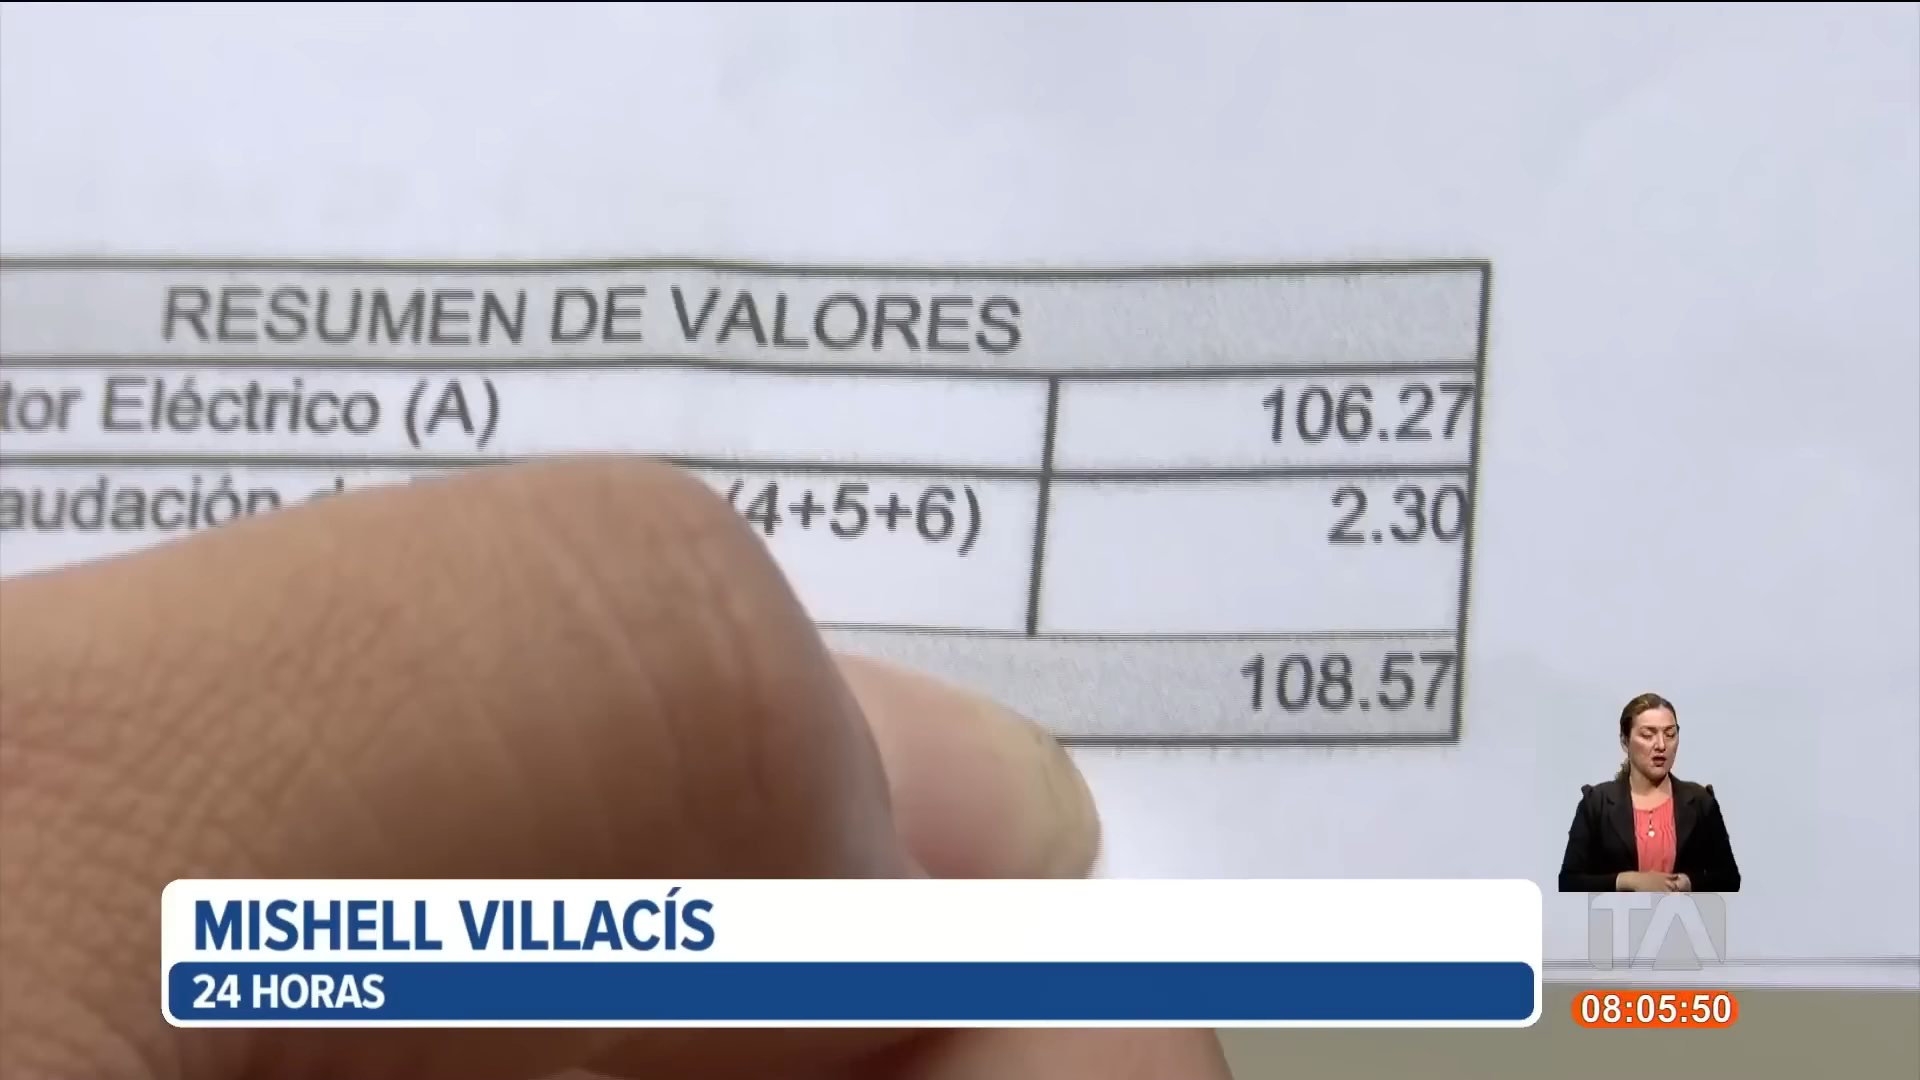 RESUMEN DE VALORES
tor Eléctrico (A) 106.27
audación (4+5+6) 2.30
108.57
MISHELL VILLACÍS
24 HORAS
TA
08:05:50